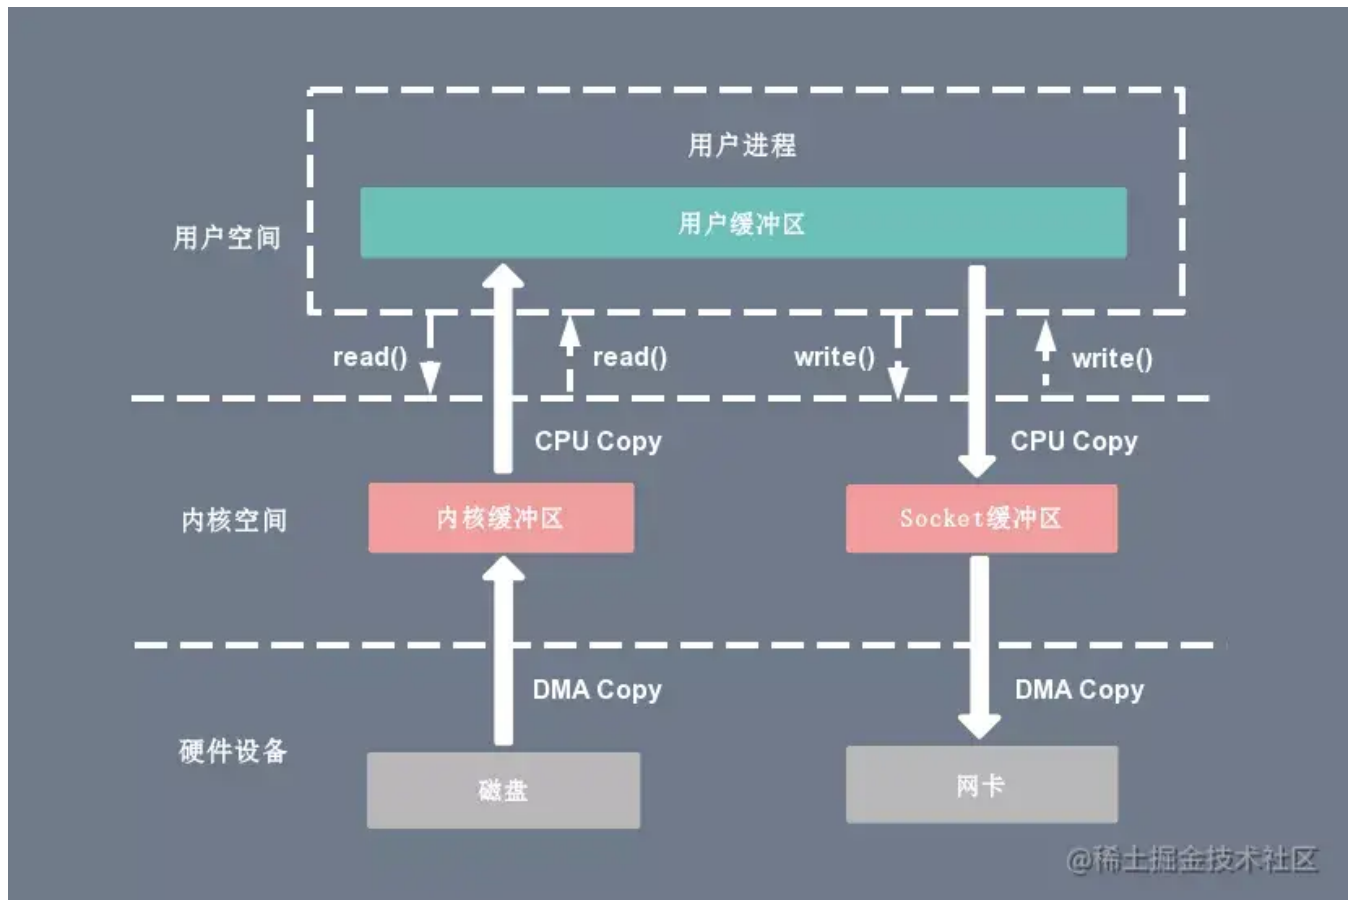 用户进程
用户缓冲区
用户空间
read()
read()
write()
write()
CPU Copy
CPU Copy
内核空间
内核缓冲区
Socket缓冲区
DMA Copy
DMA Copy
硬件设备
磁盘
网卡
@稀土掘金技术社区